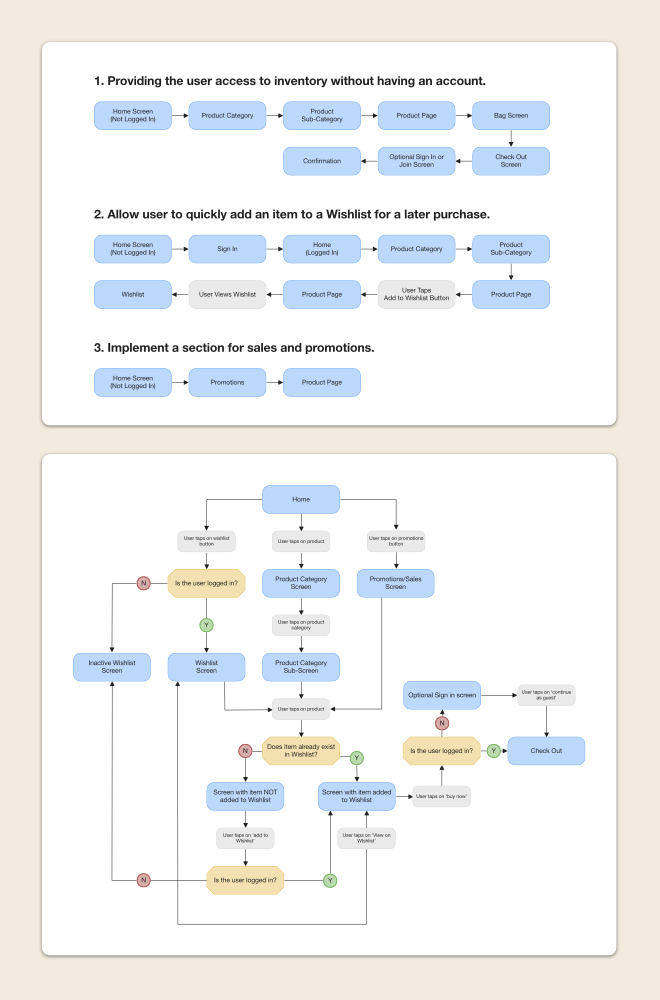 1. Providing the user access to inventory without having an account.
Home Screen
(Not Logged In)
Product Category
Product
Sub-Category
Product Page
Bag Screen
Confirmation
Optional Sign In or
Join Screen
Check Out
Screen
2. Allow user to quickly add an item to a Wishlist for a later purchase.
Home Screen
(Not Logged In)
Sign In
Home
(Logged In)
Product Category
Product
Sub-Category
Wishlist
User Views Wishlist
Product Page
User Taps
Add to Wishlist Button
Product Page
3. Implement a section for sales and promotions.
Home Screen
(Not Logged In)
Promotions
Product Page
Home
User taps on wishlist
button
User taps on product
User taps on promotions
button
N
Is the user logged in?
Product Category
Screen
Promotions/Sales
Screen
Y
User taps on product
category
Inactive Wishlist
Screen
Wishlist
Screen
Product Category
Sub-Screen
Optional Sign in screen
User taps on 'continue
as guest'
User taps on product
N
N
Does item already exist
in Wishlist?
Y
Is the user logged in?
Y
Check Out
Screen with item NOT
added to Wishlist
Screen with item added
to Wishlist
User taps on 'buy now'
User taps on 'add to
Wishlist'
User taps on 'View on
Wishlist'
N
Is the user logged in?
Y